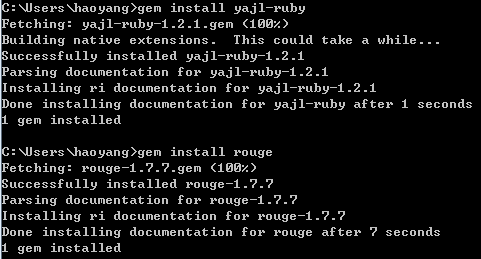 C:\Users\haoyang>gem install yajl-ruby
Fetching: yajl-ruby-1.2.1.gem (100%)
Building native extensions.  This could take a while...
Successfully installed yajl-ruby-1.2.1
Parsing documentation for yajl-ruby-1.2.1
Installing ri documentation for yajl-ruby-1.2.1
Done installing documentation for yajl-ruby after 1 seconds
1 gem installed
C:\Users\haoyang>gem install rouge
Fetching: rouge-1.7.7.gem (100%)
Successfully installed rouge-1.7.7
Parsing documentation for rouge-1.7.7
Installing ri documentation for rouge-1.7.7
Done installing documentation for rouge after 7 seconds
1 gem installed